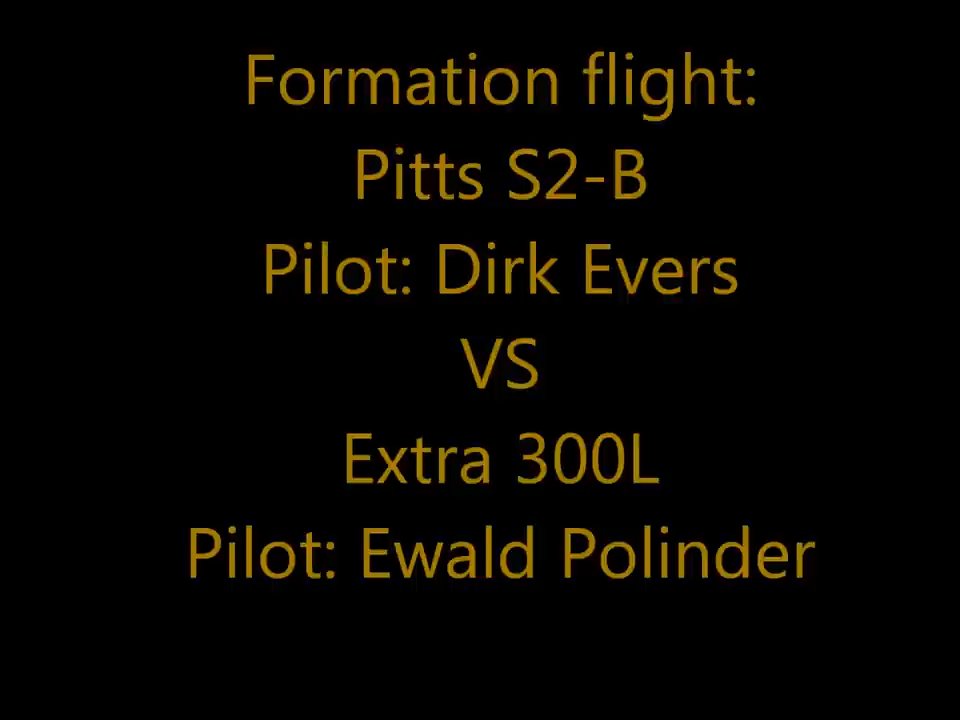 Formation flight:
Pitts S2-B
Pilot: Dirk Evers
VS
Extra 300L
Pilot: Ewald Polinder